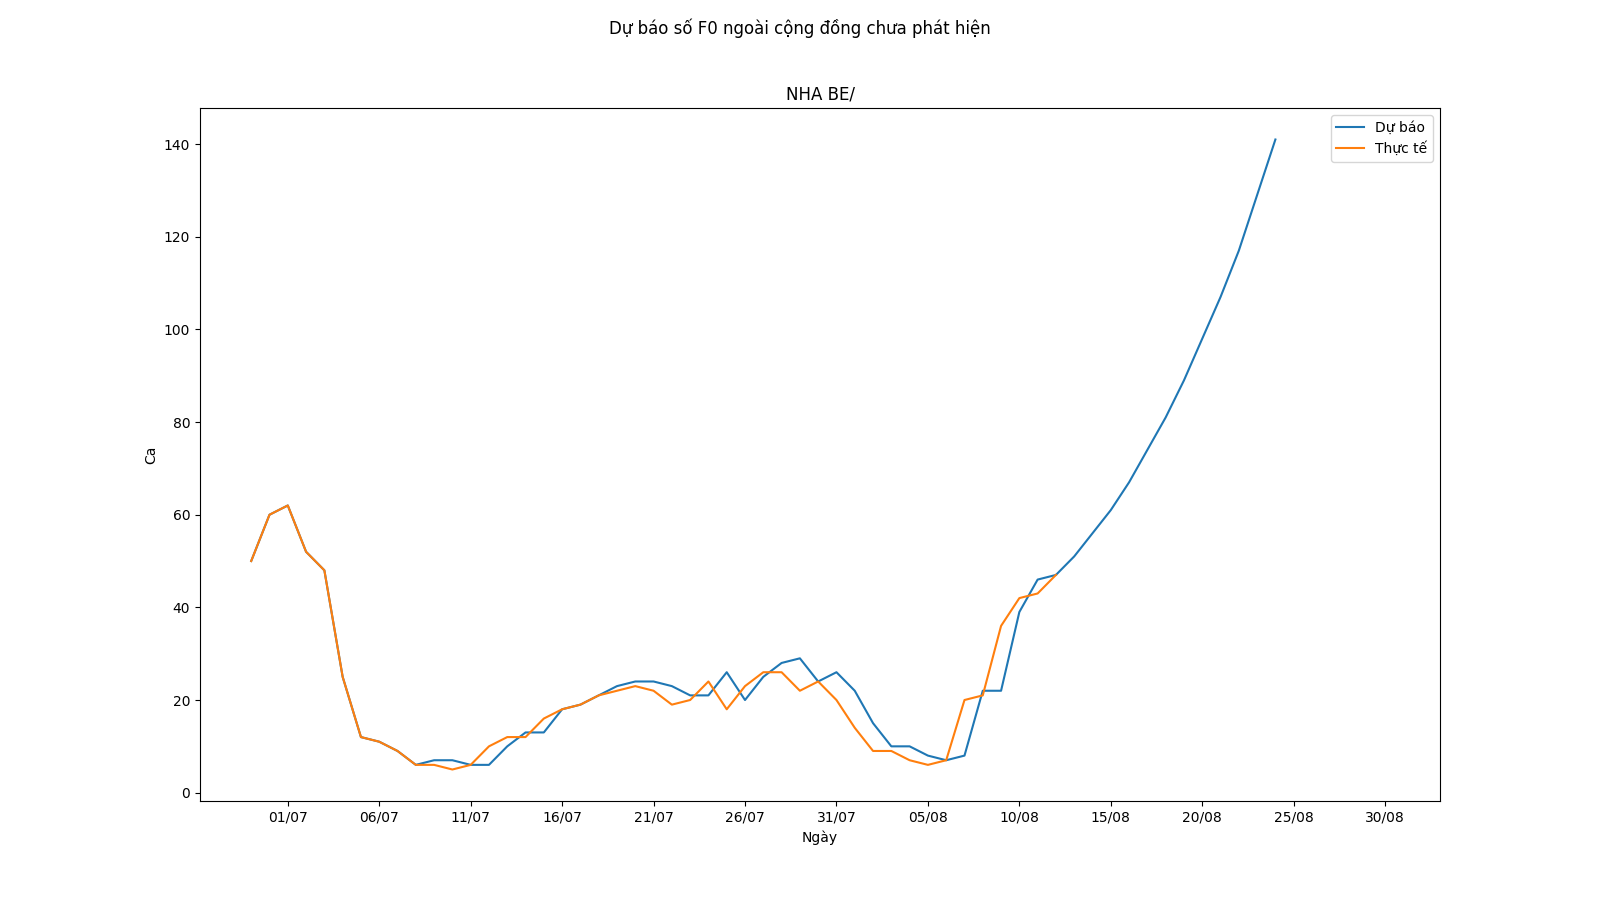 Dự báo số F0 ngoài cộng đồng chưa phát hiện
NHA BE/
Dự báo
Thực tế
140
120
100
80
60
40
20
0
Ca
01/07 06/07 11/07 16/07 21/07 26/07 31/07 05/08 10/08 15/08 20/08 25/08 30/08
Ngày